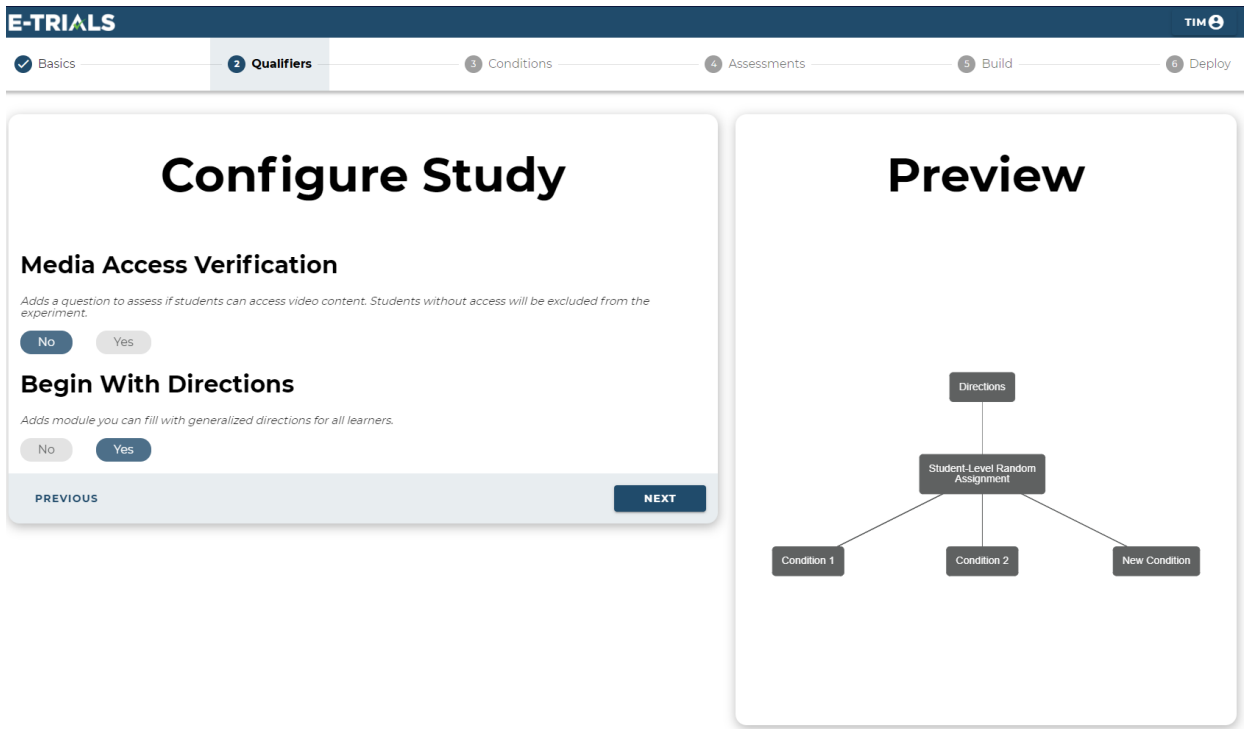 E-TRIALS
TIM
Basics
2 Qualifiers
3 Conditions
4 Assessments
5 Build
6 Deploy
Configure Study
Media Access Verification
Adds a question to assess if students can access video content. Students without access will be excluded from the
experiment.
No Yes
Begin With Directions
Adds module you can fill with generalized directions for all learners.
No Yes
PREVIOUS NEXT
Preview
Directions
Student-Level Random
Assignment
Condition 1
Condition 2
New Condition